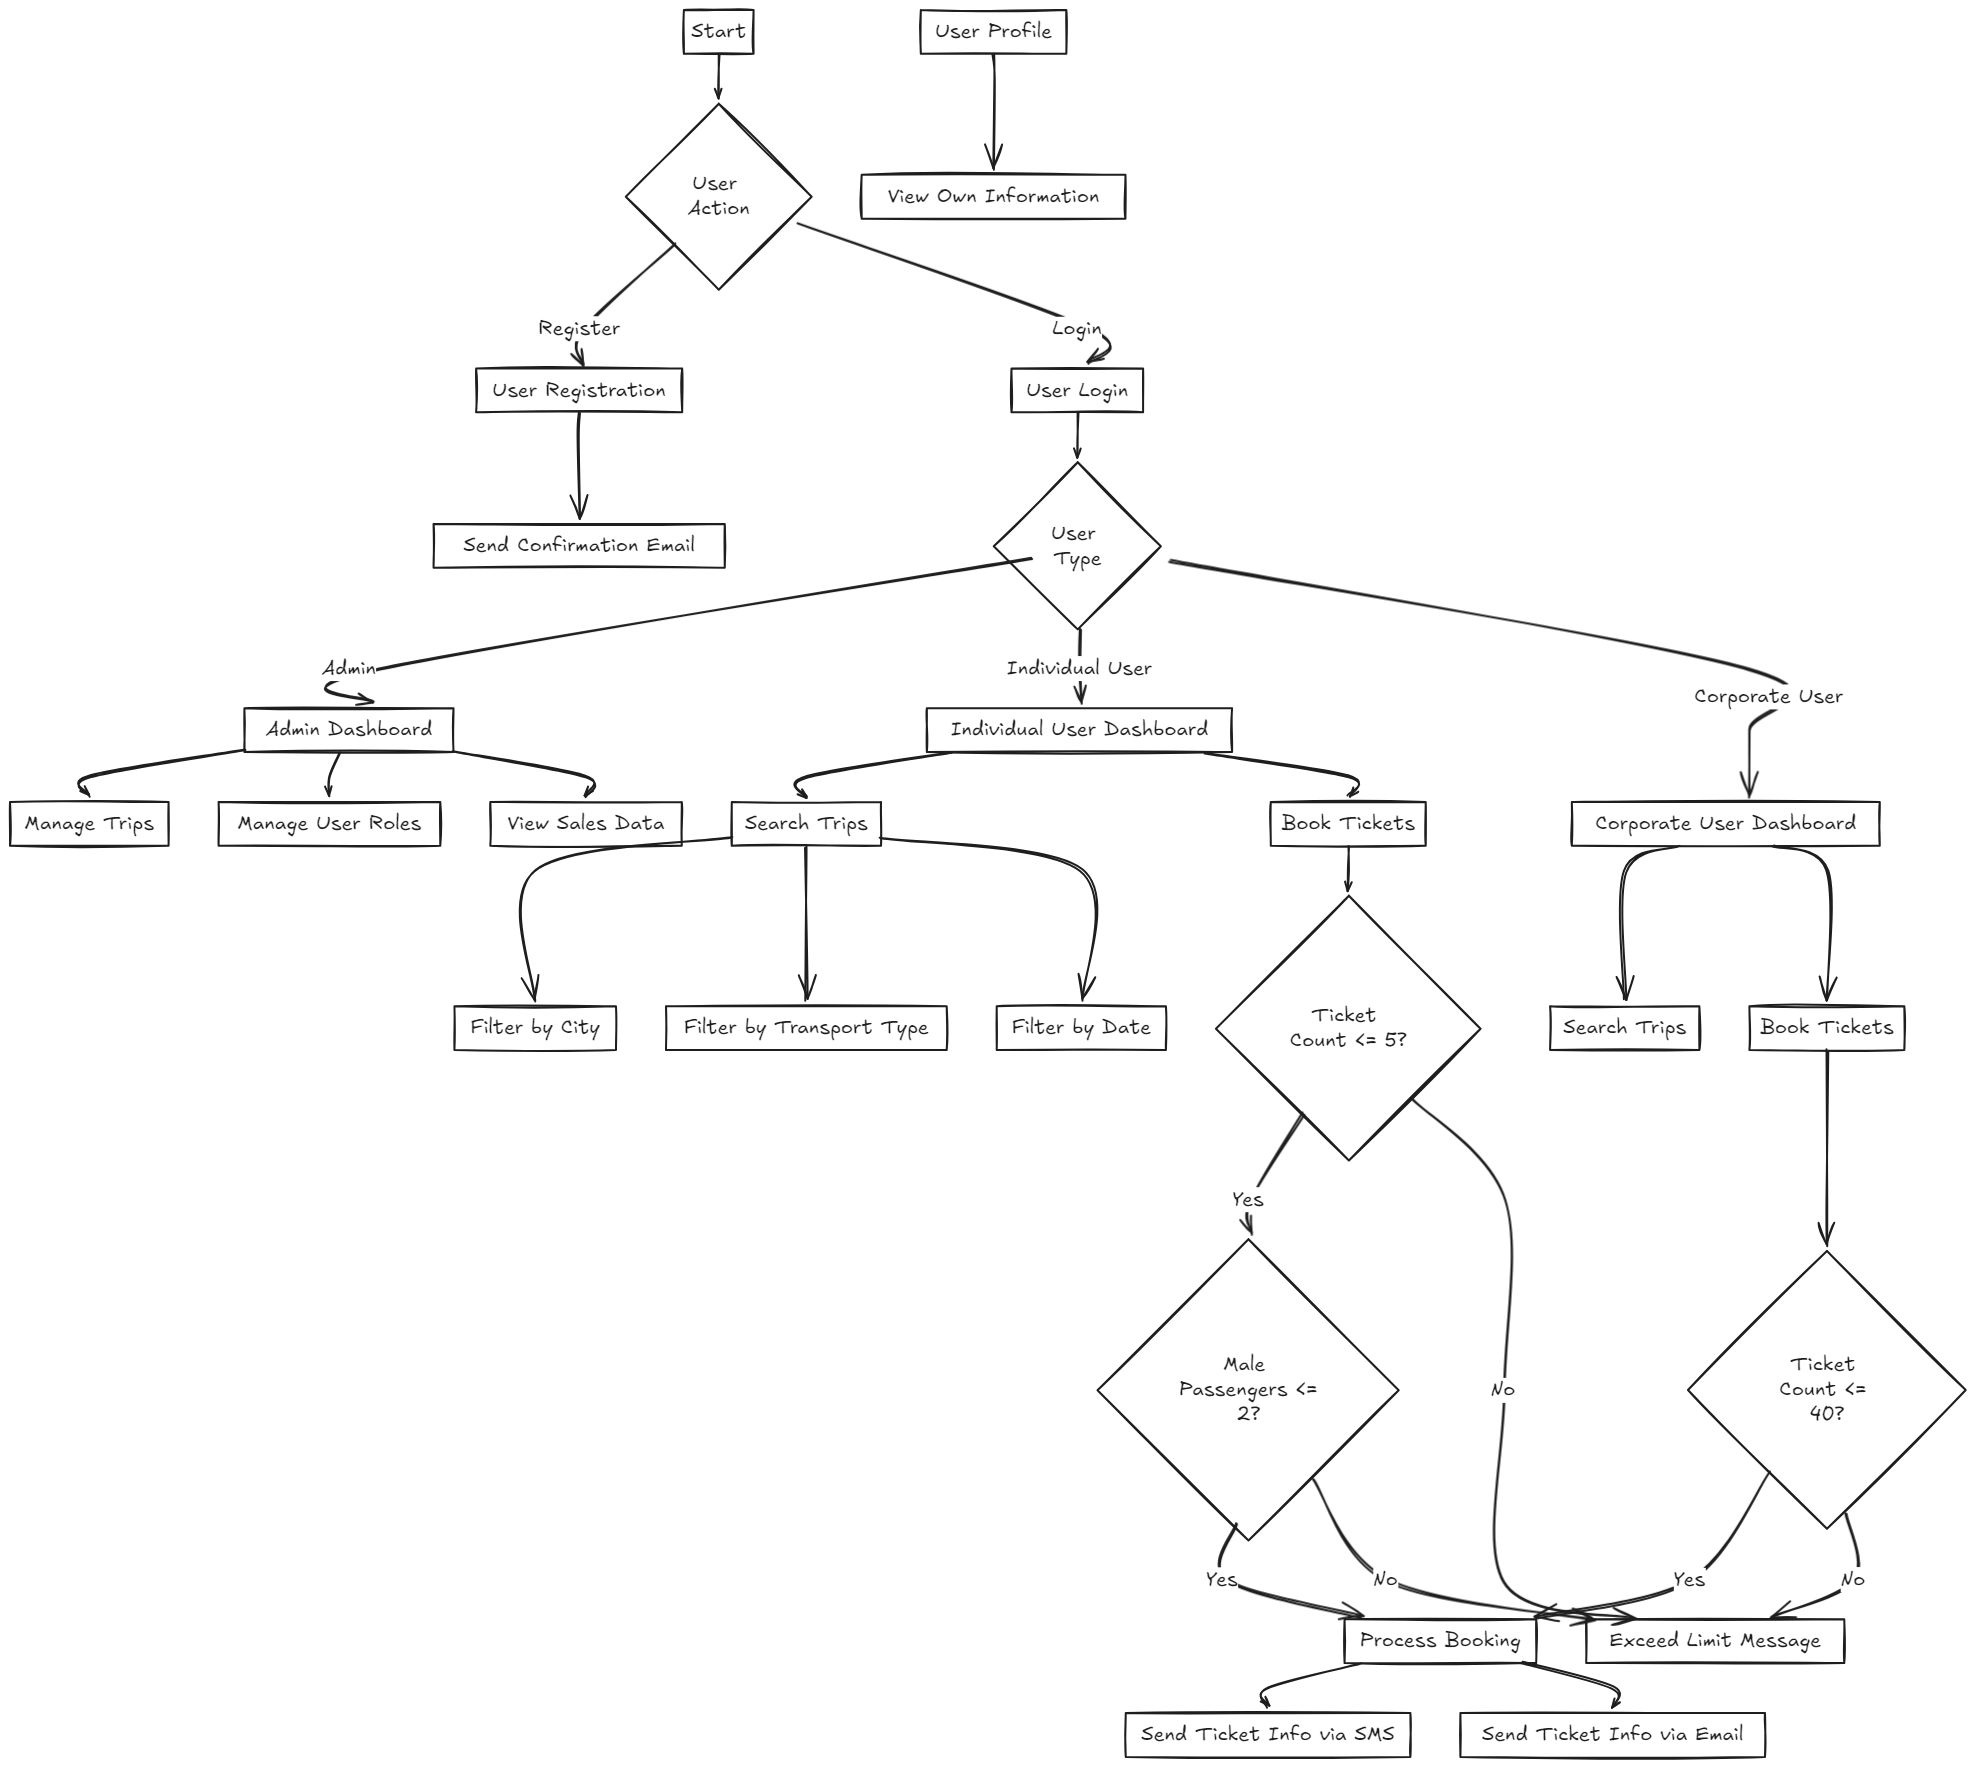 Start
User Profile
User
Action
View Own Information
Register
Login
User Registration
User Login
Send Confirmation Email
User
Type
Admin
Individual User
Corporate User
Admin Dashboard
Individual User Dashboard
Manage Trips
Manage User Roles
View Sales Data
Search Trips
Book Tickets
Corporate User Dashboard
Filter by City
Filter by Transport Type
Filter by Date
Ticket
Count <= 5?
Search Trips
Book Tickets
Yes
Male
Passengers <=
2?
No
Ticket
Count <=
40?
Yes
No
Yes
No
Process Booking
Exceed Limit Message
Send Ticket Info via SMS
Send Ticket Info via Email